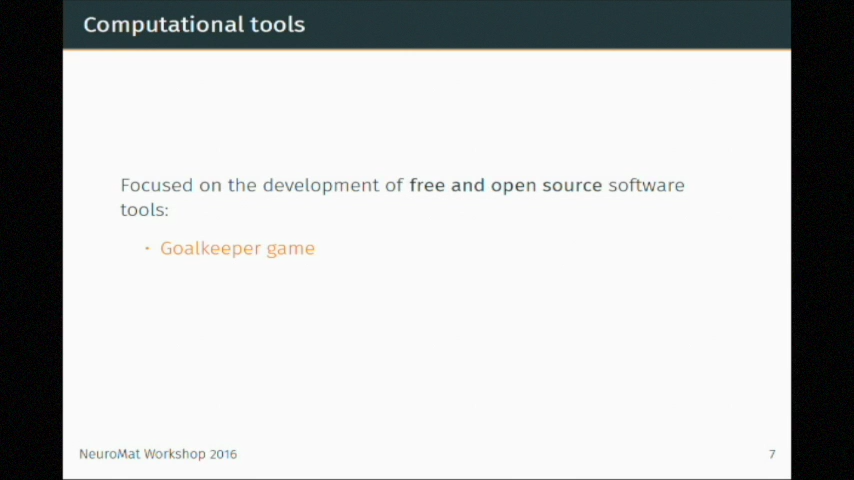 Computational tools
Focused on the development of free and open source software
tools:
· Goalkeeper game
NeuroMat Workshop 2016
7